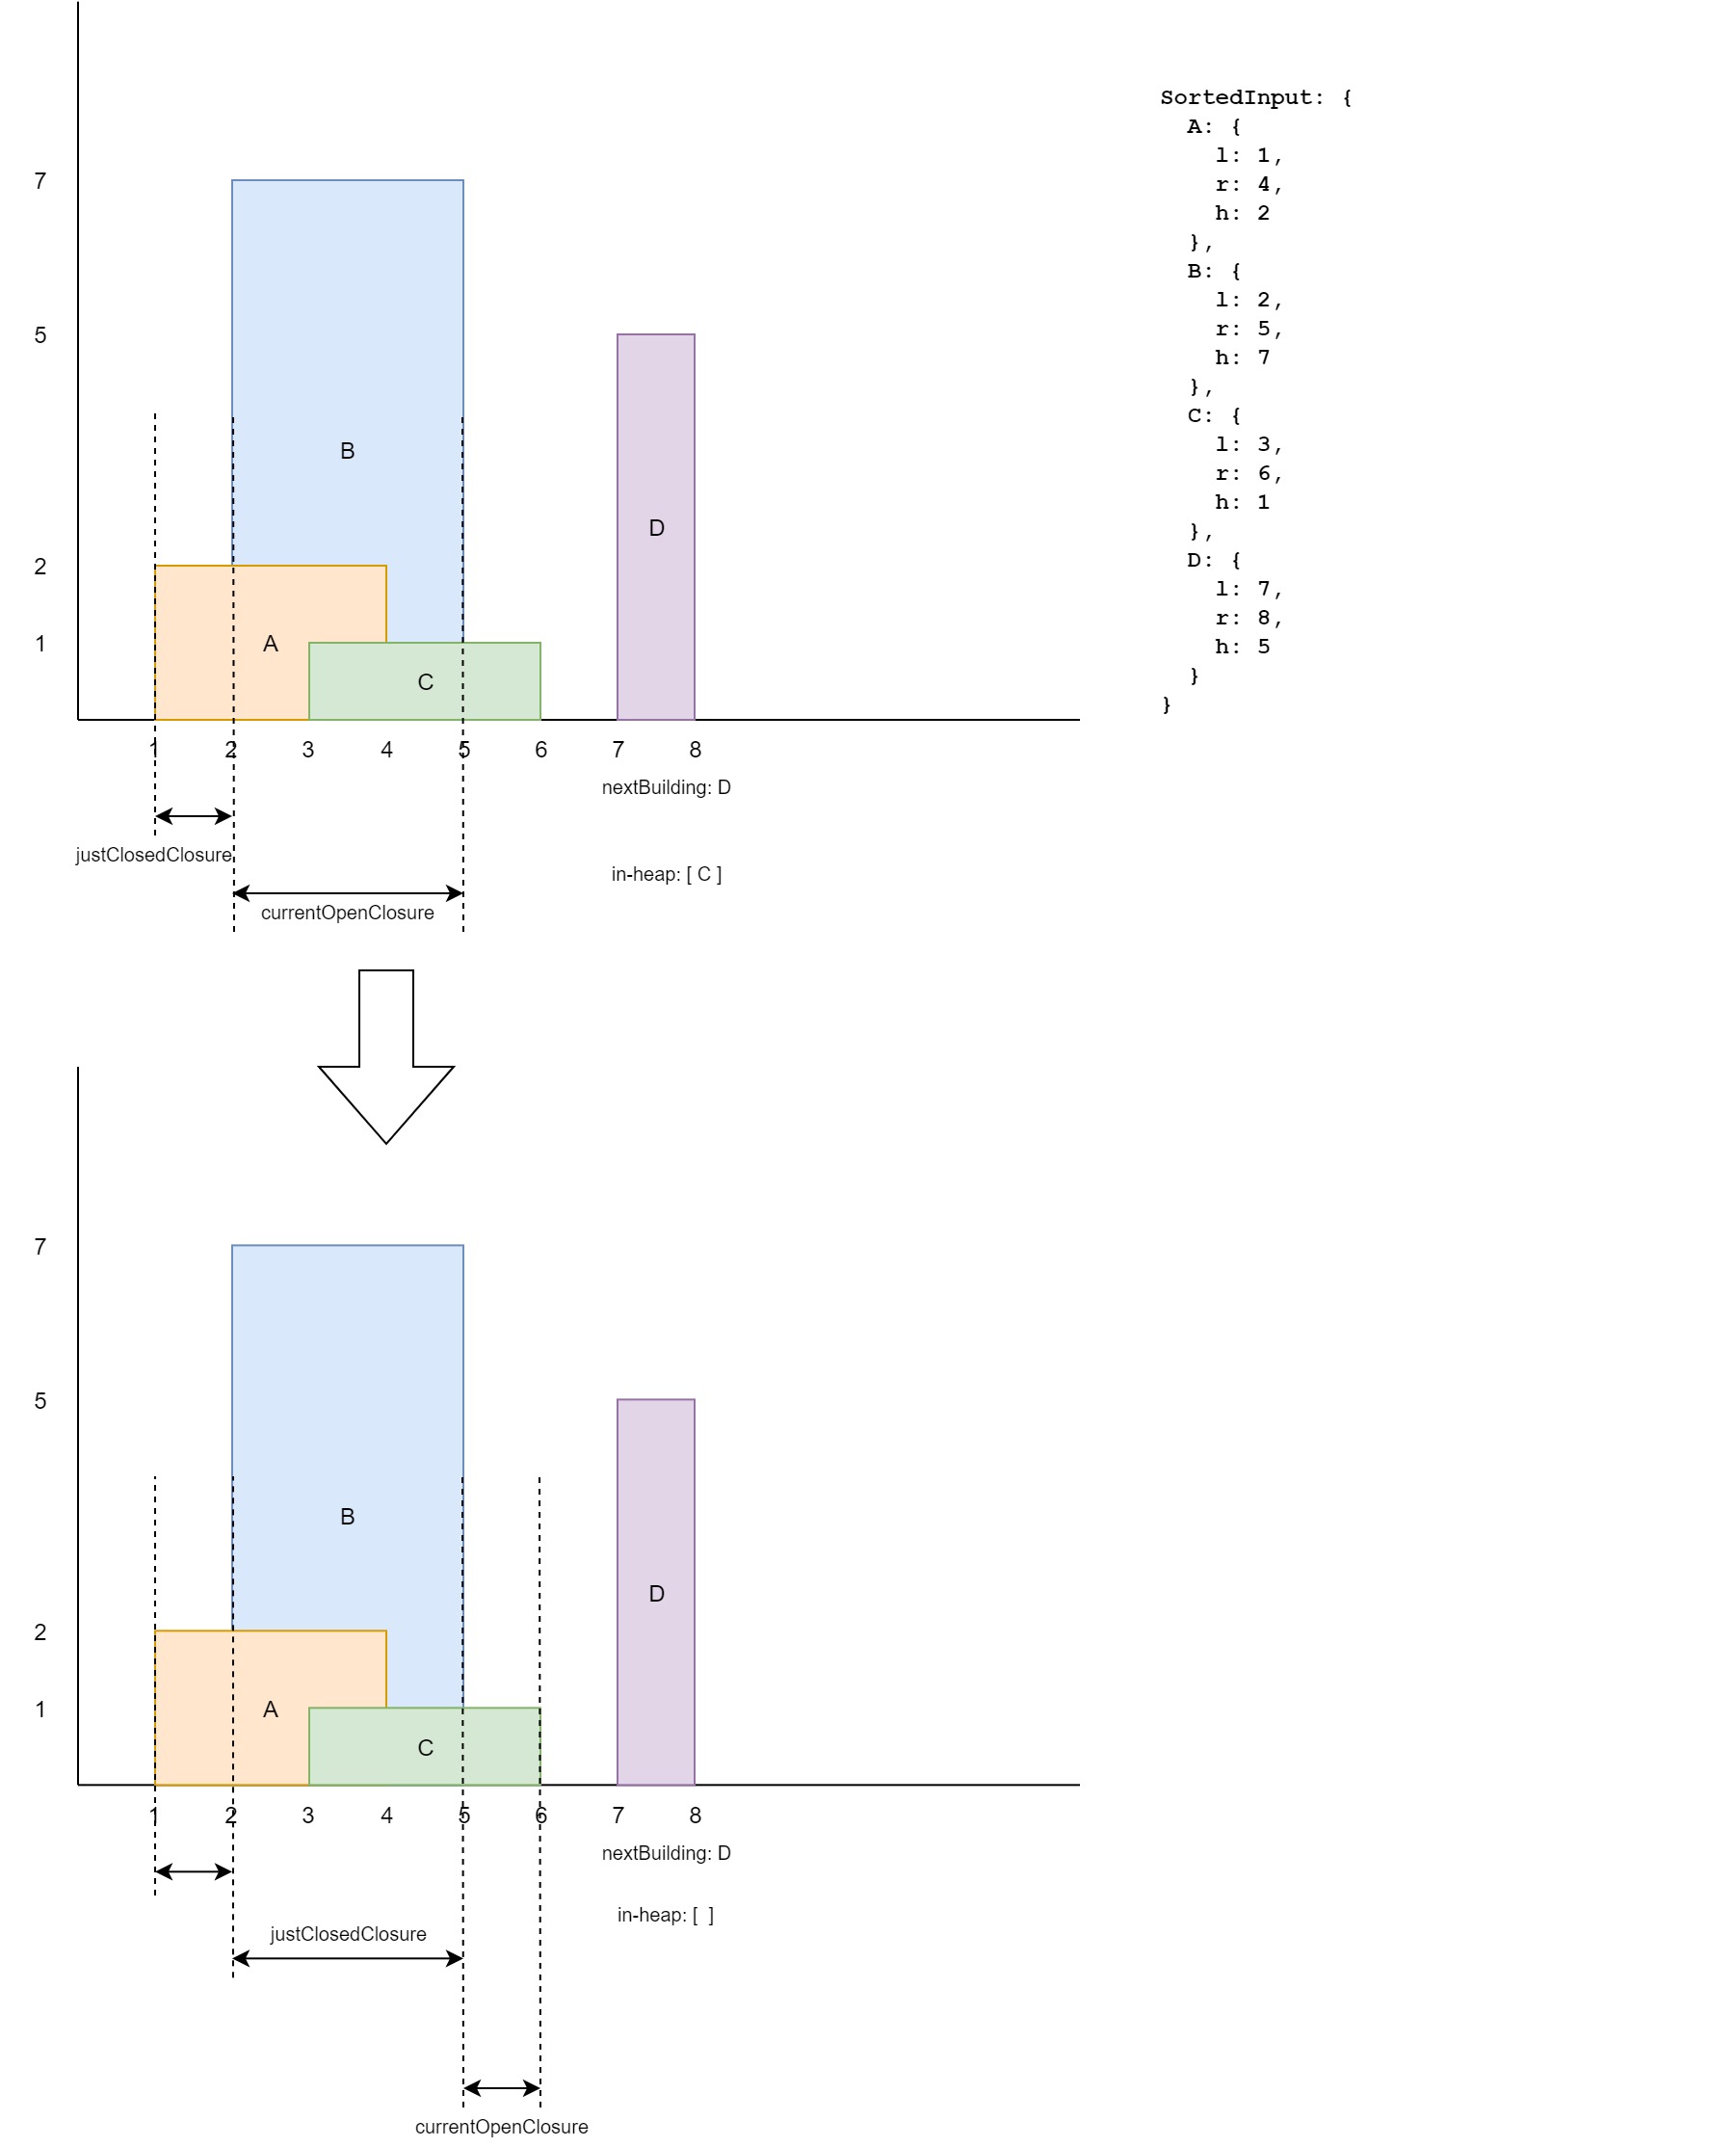 SortedInput: {
A: {
l: 1,
r: 4,
h: 2
},
B: {
l: 2,
r: 5,
h: 7
},
C: {
l: 3,
r: 6,
h: 1
},
D: {
l: 7,
r: 8,
h: 5
}
}
7
5
B
D
2
1
A
C
1 2 3 4 5 6 7 8
nextBuilding: D
justClosedClosure
in-heap: [ C ]
currentOpenClosure
7
5
B
D
2
1
A
C
1 2 3 4 5 6 7 8
nextBuilding: D
in-heap: [ ]
justClosedClosure
currentOpenClosure